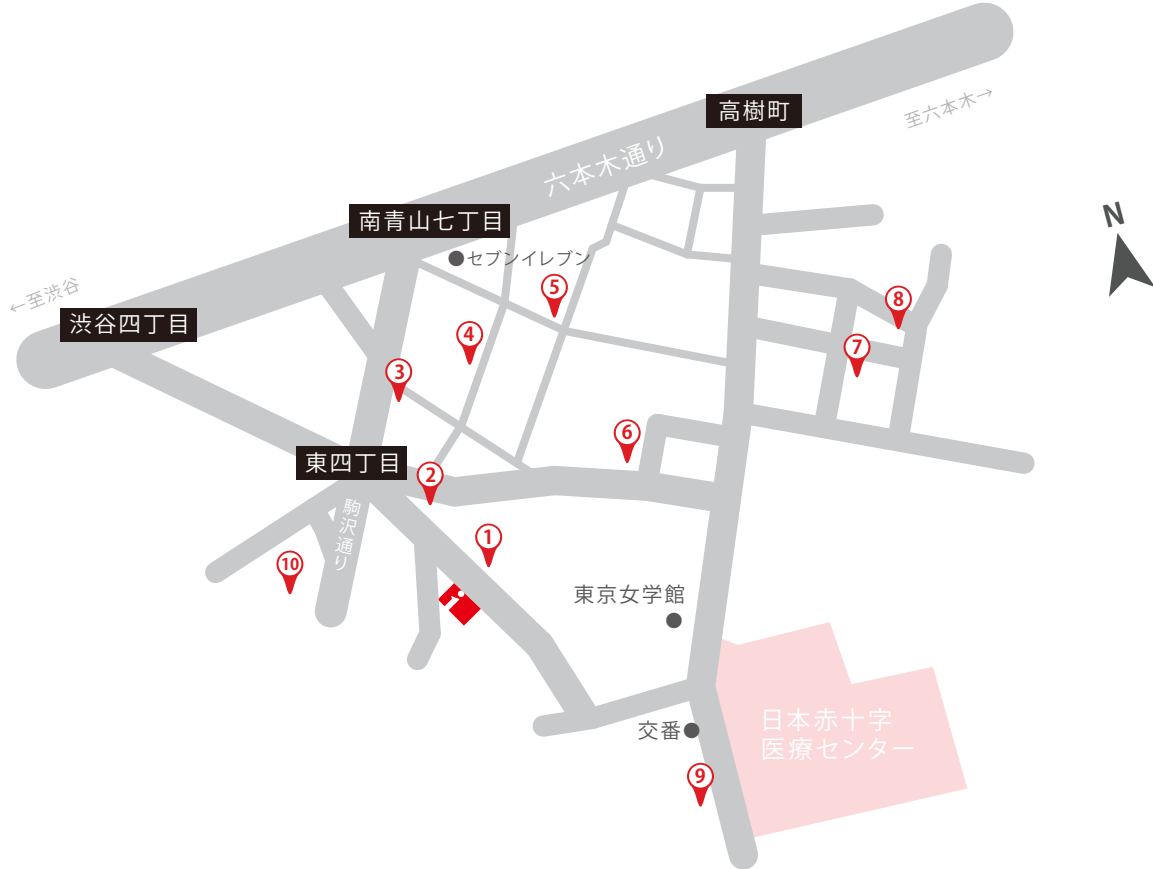 高樹町
至六本木→
六本木通り
N
南青山七丁目
セブンイレブン
←至渋谷
5
8
渋谷四丁目
4
7
3
6
東四丁目
2
駒沢通り
1
10
東京女学館
日本赤十字
医療センター
交番
9